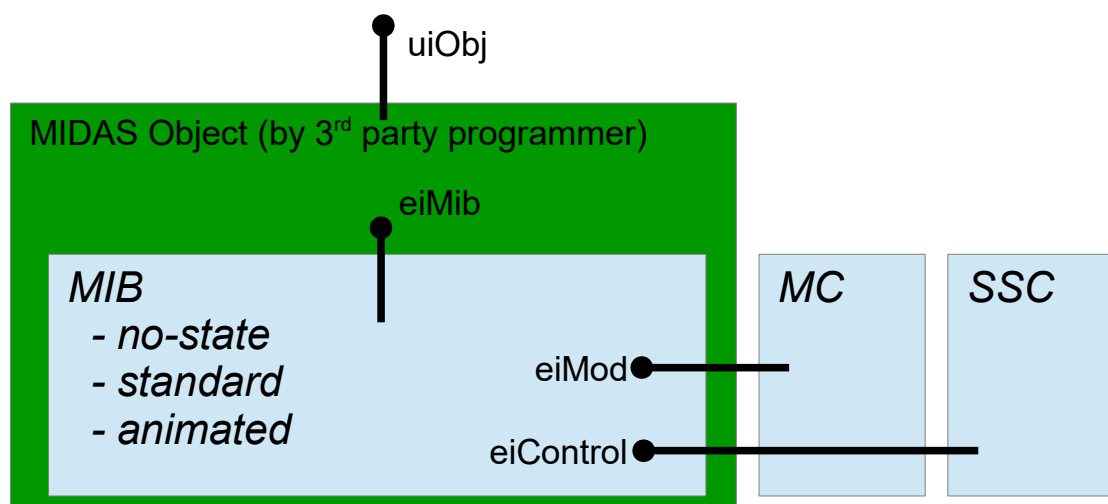 uiObj
MIDAS Object (by 3rd party programmer)
eiMib
MIB
- no-state
- standard
- animated
eiMod
eiControl
MC
SSC